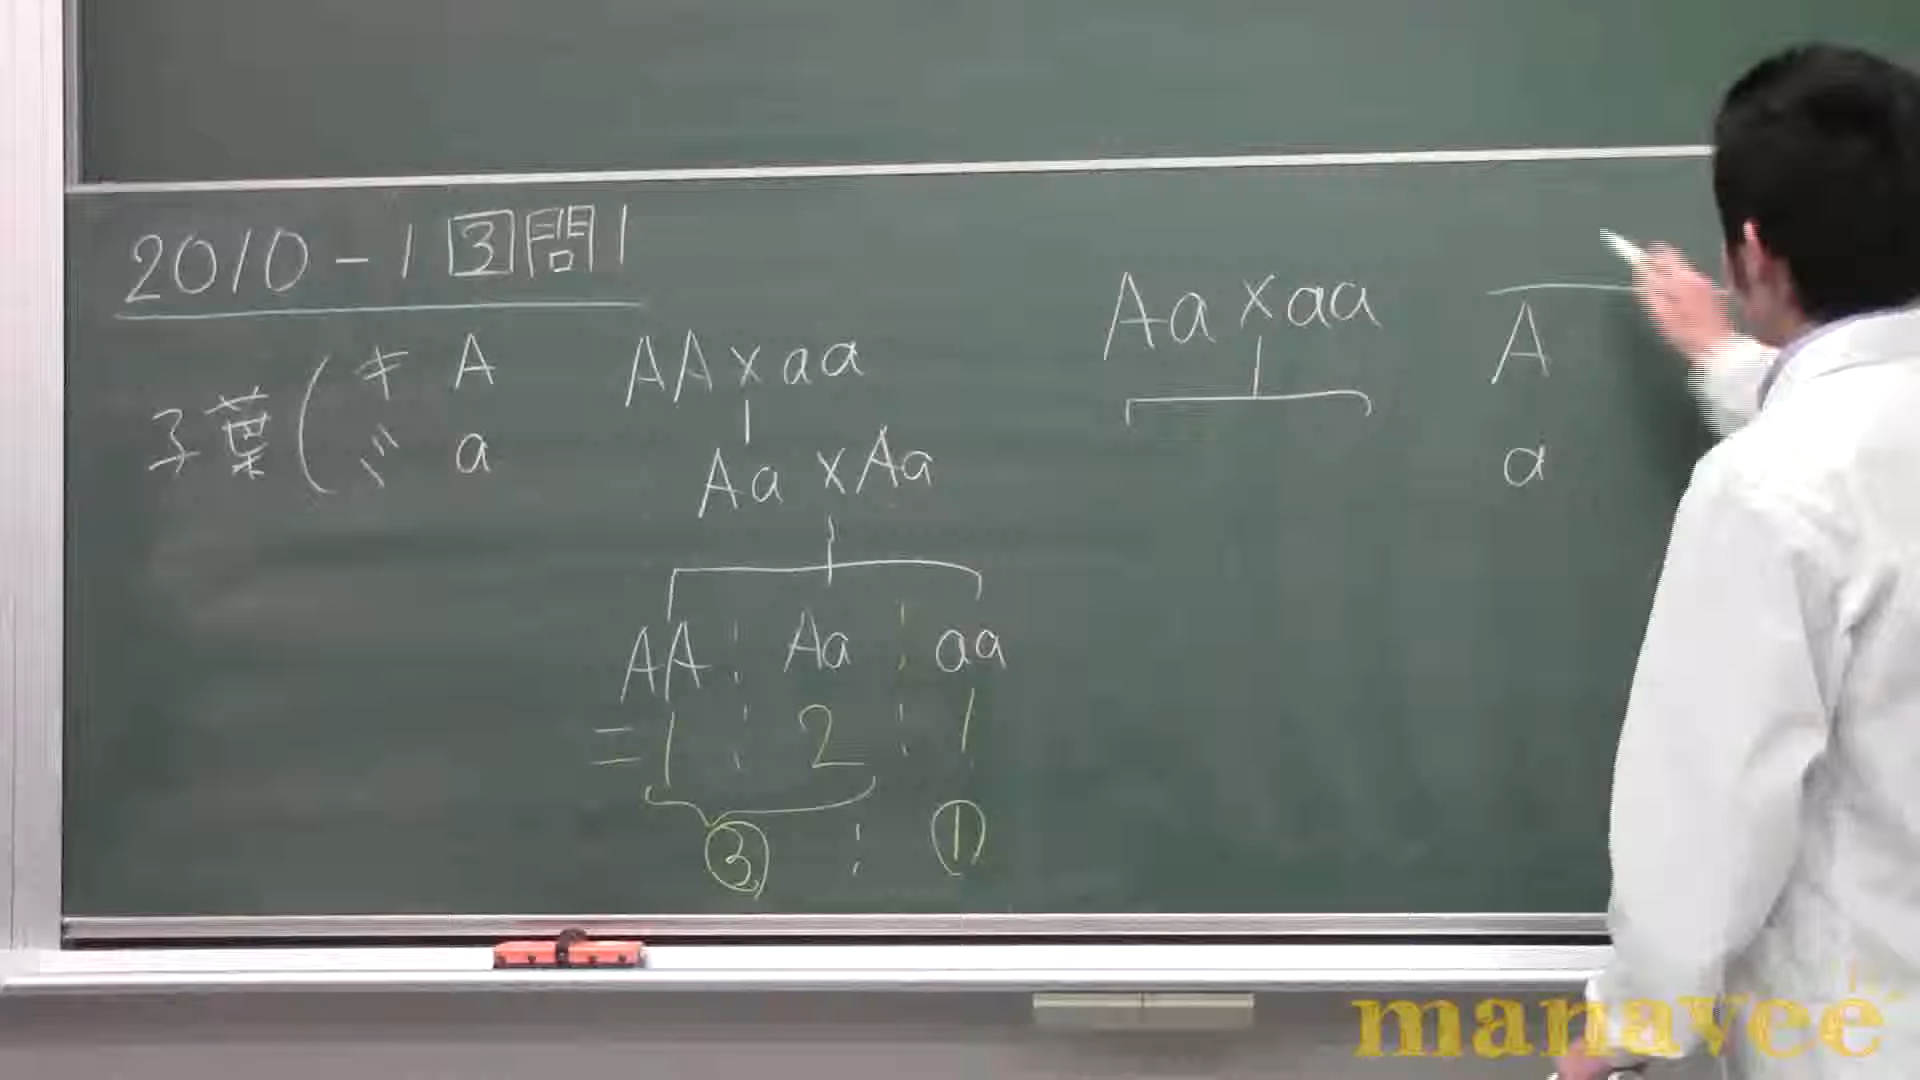 2010-1 3 問1
子葉( キ A
ミ a
AA×aa
Aa×Aa
AA : Aa : aa
= 1 : 2 : 1
③ : ①
Aa×aa
A
a
manavee